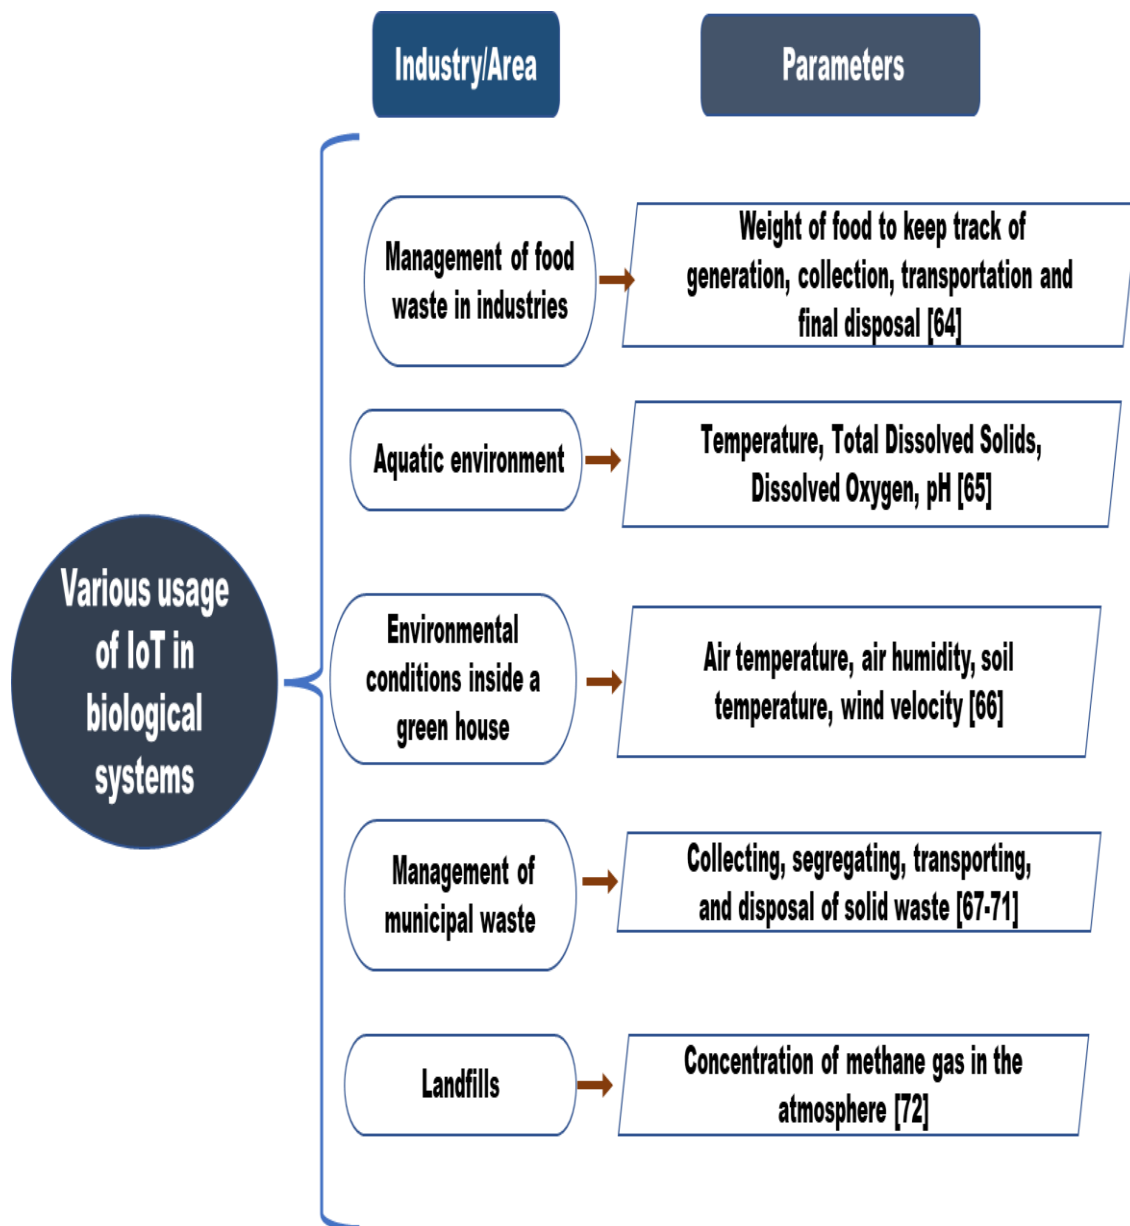 Industry/Area
Parameters
Management of food
waste in industries
Weight of food to keep track of
generation, collection, transportation and
final disposal [64]
Aquatic environment
Temperature, Total Dissolved Solids,
Dissolved Oxygen, pH [65]
Various usage
of IoT in
biological
systems
Environmental
conditions inside a
green house
Air temperature, air humidity, soil
temperature, wind velocity [66]
Management of
municipal waste
Collecting, segregating, transporting,
and disposal of solid waste [67-71]
Landfills
Concentration of methane gas in the
atmosphere [72]